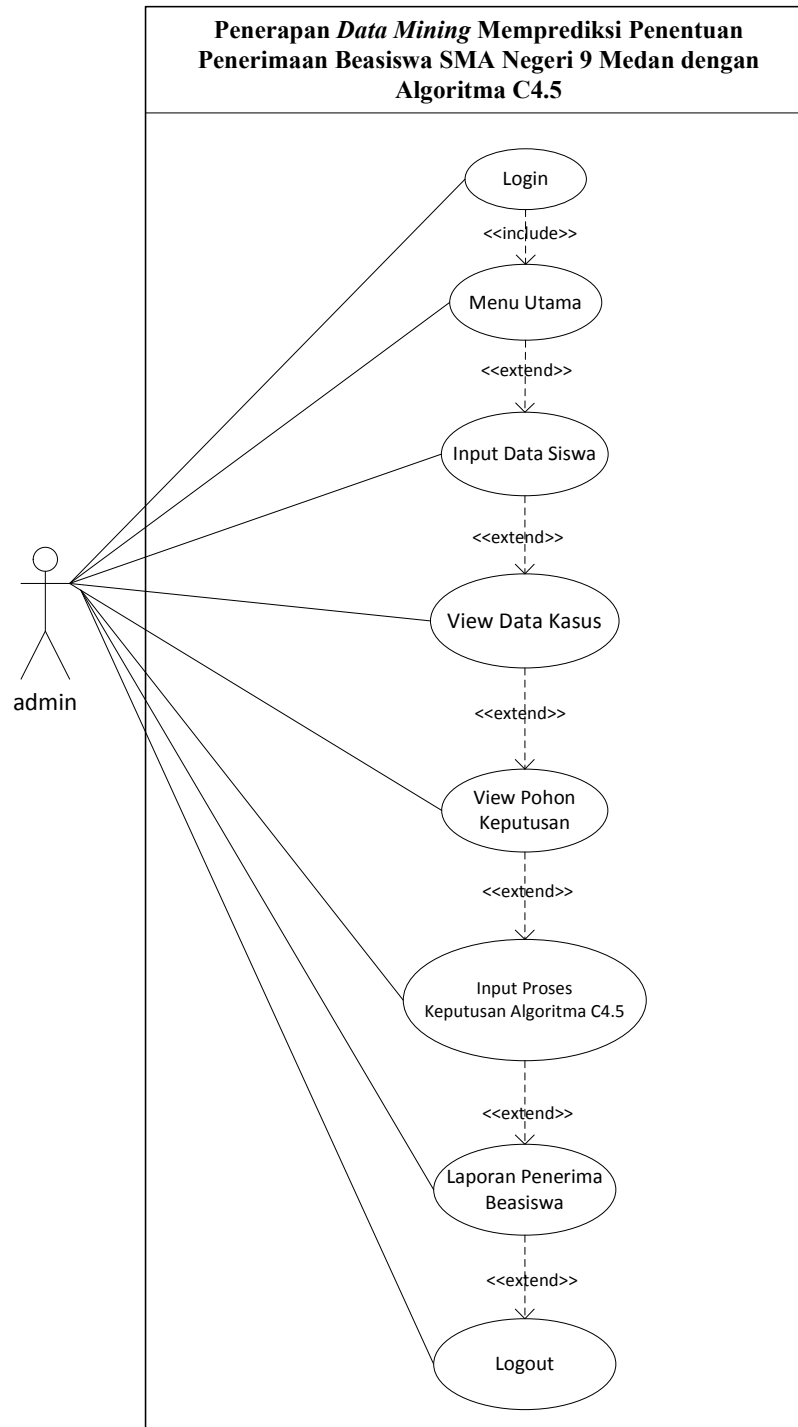 Penerapan Data Mining Memprediksi Penentuan
Penerimaan Beasiswa SMA Negeri 9 Medan dengan
Algoritma C4.5
Login
<<include>>
Menu Utama
<<extend>>
Input Data Siswa
<<extend>>
View Data Kasus
admin
<<extend>>
View Pohon
Keputusan
<<extend>>
Input Proses
Keputusan Algoritma C4.5
<<extend>>
Laporan Penerima
Beasiswa
<<extend>>
Logout